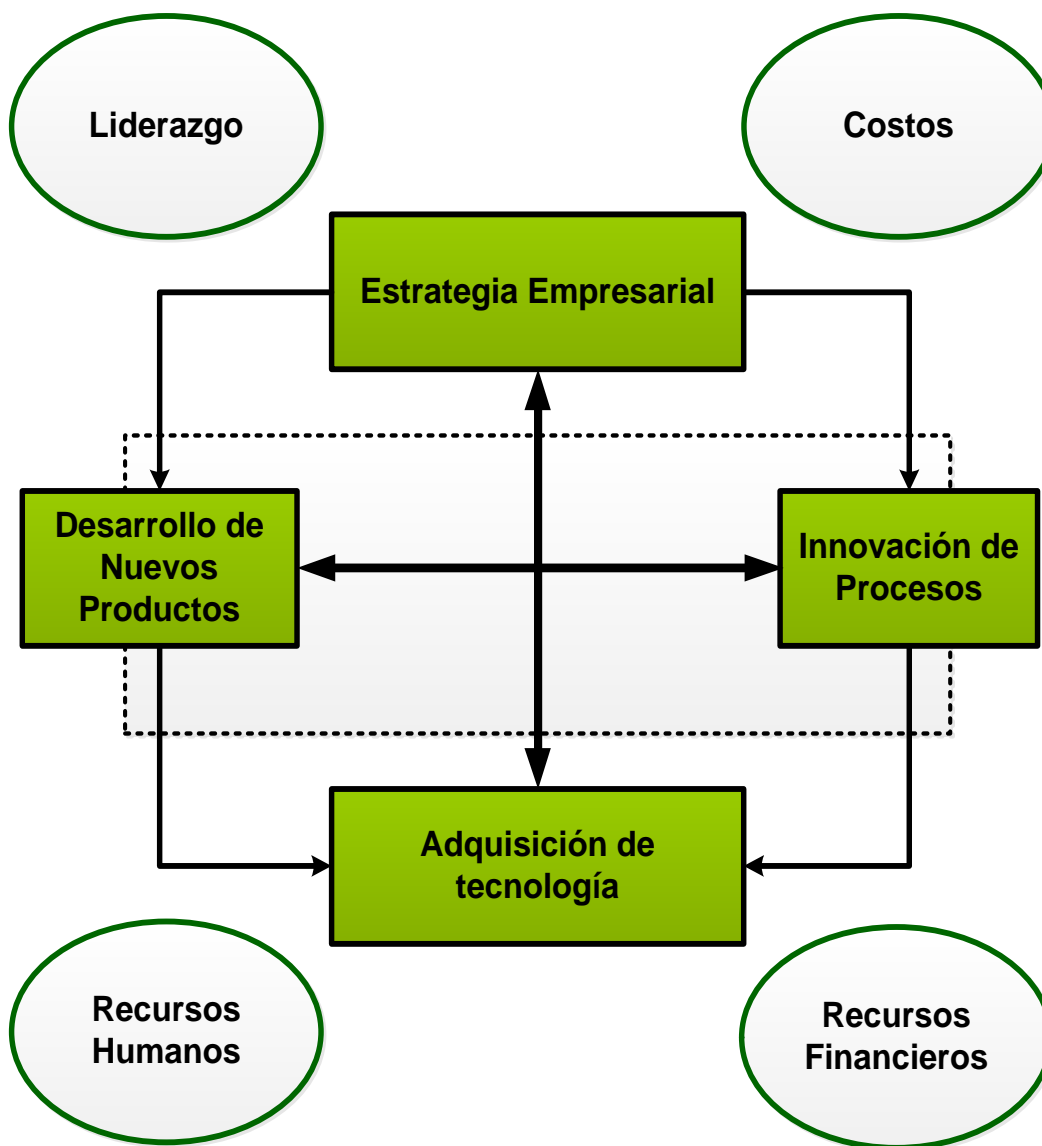 Liderazgo
Costos
Estrategia Empresarial
Desarrollo de
Nuevos
Productos
Innovación de
Procesos
Adquisición de
tecnología
Recursos
Humanos
Recursos
Financieros